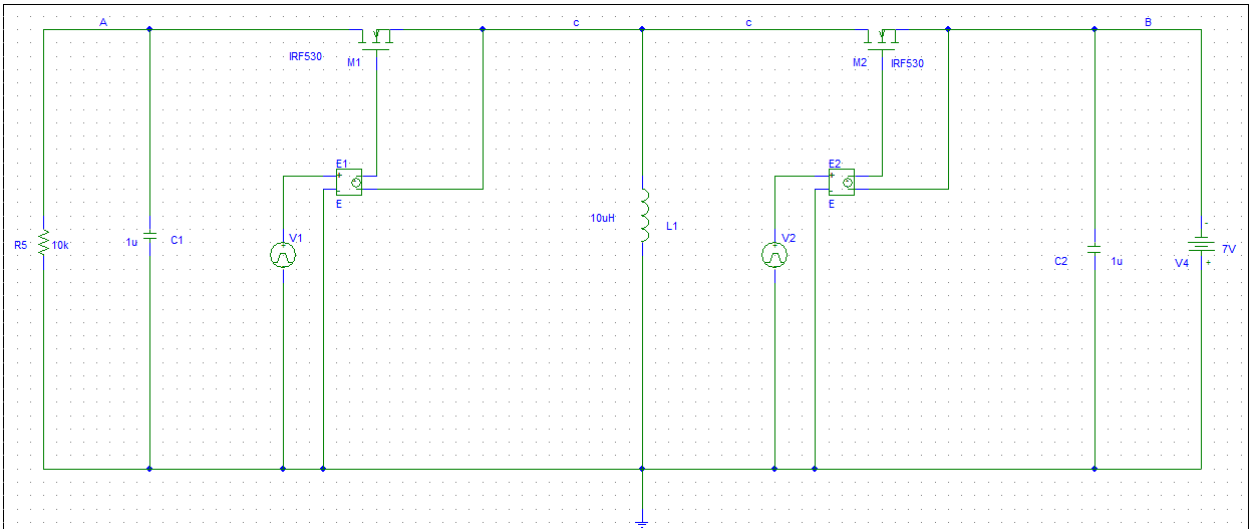 A c c B
IRF530 M1 M2 IRF530
E1 E2
+ +
- -
E E
10uH L1
R5 10k 1u C1 V1 V2 - 7V
+ +
C2 1u V4 +